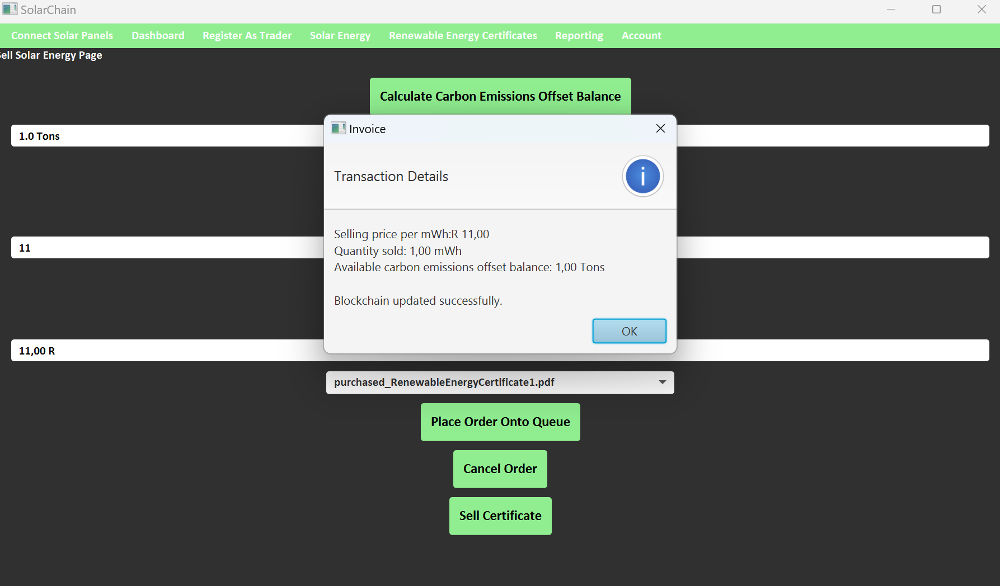 SolarChain
Connect Solar Panels Dashboard Register As Trader Solar Energy Renewable Energy Certificates Reporting Account
ell Solar Energy Page
Calculate Carbon Emissions Offset Balance
Invoice
1.0 Tons
Transaction Details
Selling price per mWh:R 11,00
11
Quantity sold: 1,00 mWh
Available carbon emissions offset balance: 1,00 Tons
Blockchain updated successfully.
OK
11,00 R
purchased_RenewableEnergyCertificate1.pdf
Place Order Onto Queue
Cancel Order
Sell Certificate